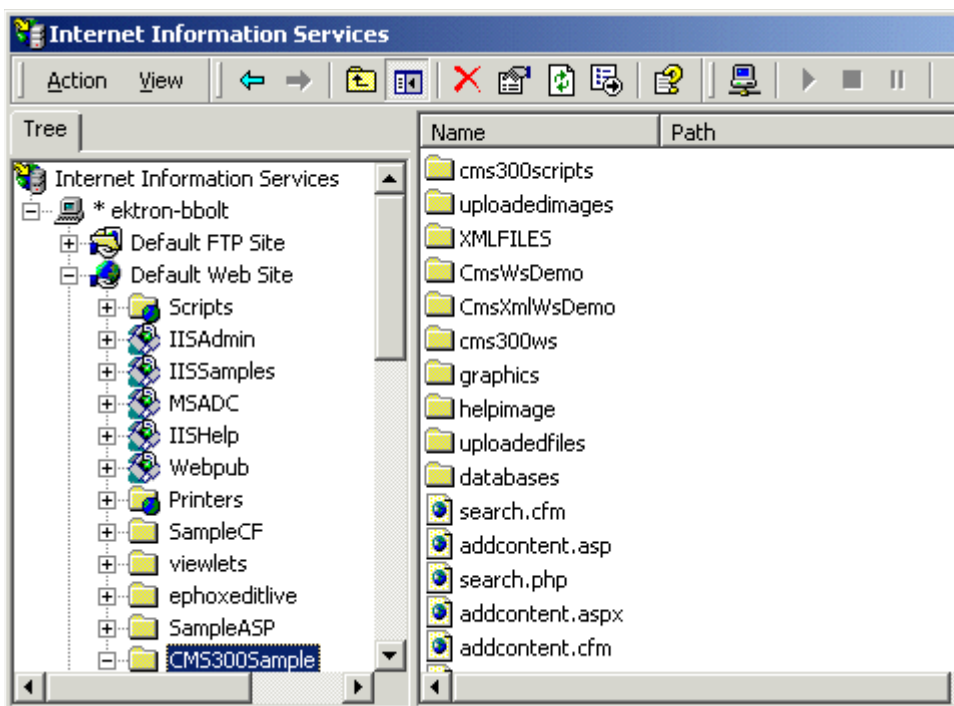 Internet Information Services
Action View
Tree
Name Path
Internet Information Services
* ektron-bbolt
Default FTP Site
Default Web Site
Scripts
IISAdmin
IISSamples
MSADC
IISHelp
Webpub
Printers
SampleCF
viewlets
ephoxeditlive
SampleASP
CMS300Sample
cms300scripts
uploadedimages
XMLFILES
CmsWsDemo
CmsXmlWsDemo
cms300ws
graphics
helpimage
uploadedfiles
databases
search.cfm
addcontent.asp
search.php
addcontent.aspx
addcontent.cfm